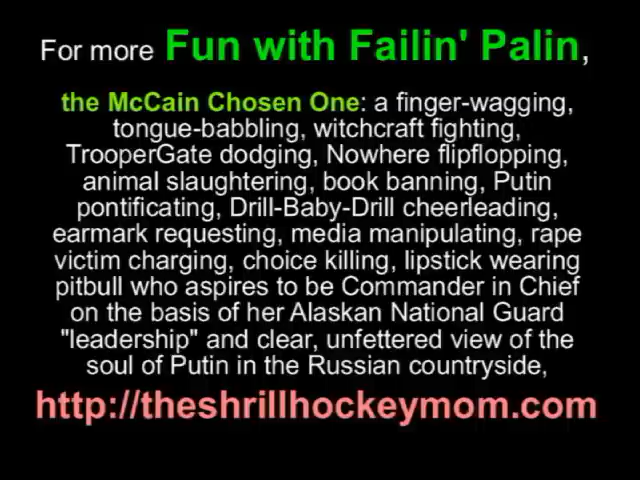 For more Fun with Failin' Palin,
the McCain Chosen One: a finger-wagging,
tongue-babbling, witchcraft fighting,
TrooperGate dodging, Nowhere flipflopping,
animal slaughtering, book banning, Putin
pontificating, Drill-Baby-Drill cheerleading,
earmark requesting, media manipulating, rape
victim charging, choice killing, lipstick wearing
pitbull who aspires to be Commander in Chief
on the basis of her Alaskan National Guard
"leadership" and clear, unfettered view of the
soul of Putin in the Russian countryside,
http://theshrillhockeymom.com